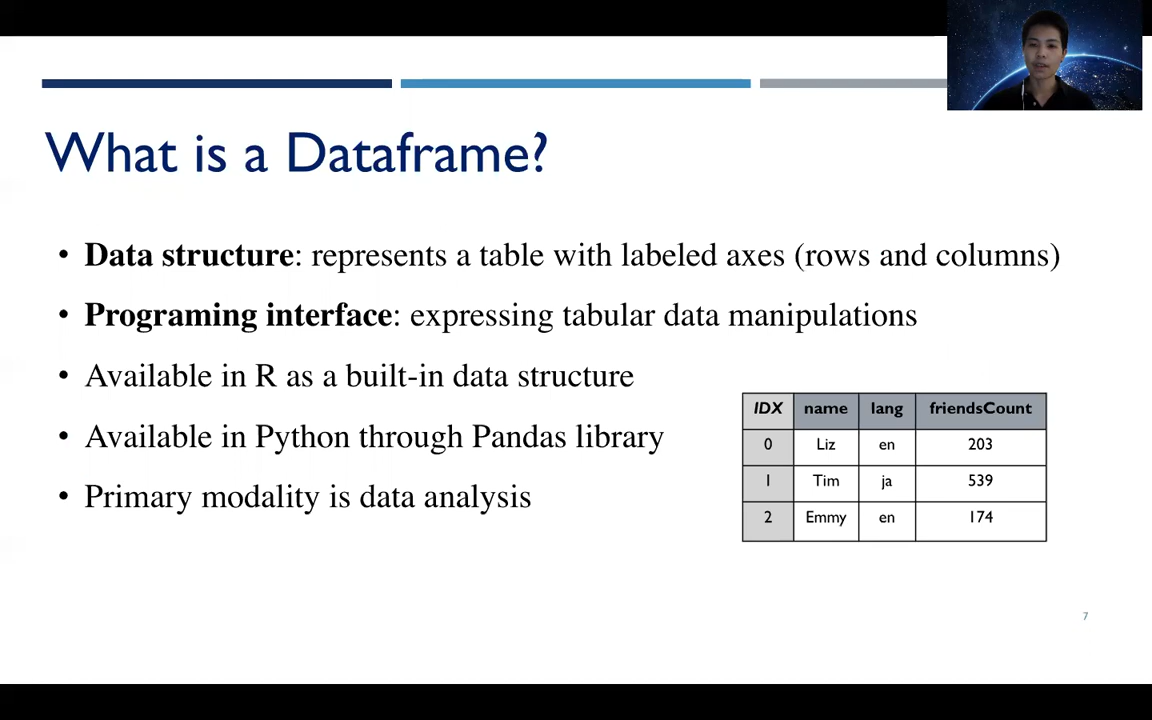 What is a Dataframe?
• Data structure: represents a table with labeled axes (rows and columns)
• Programing interface: expressing tabular data manipulations
• Available in R as a built-in data structure
• Available in Python through Pandas library
• Primary modality is data analysis
IDX name lang friendsCount
0 Liz en 203
1 Tim ja 539
2 Emmy en 174
7